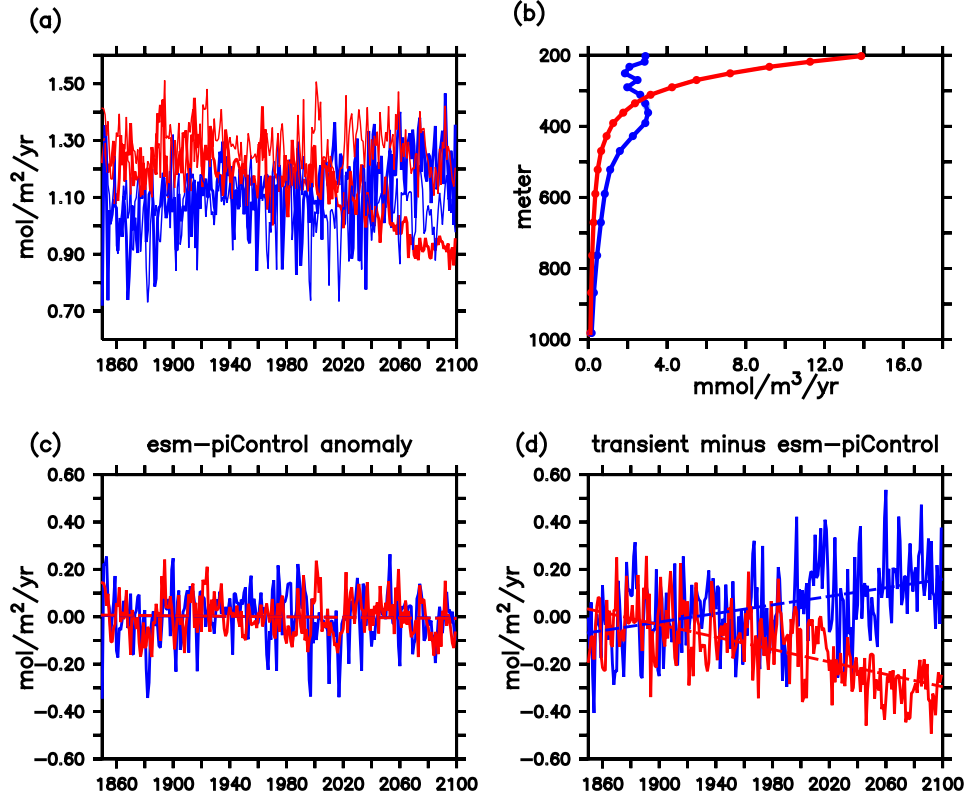 (a)
mol/m²/yr
1.50
1.30
1.10
0.90
0.70
1860 1900 1940 1980 2020 2060 2100
(b)
meter
200
400
600
800
1000
0.0 4.0 8.0 12.0 16.0
mmol/m³/yr
(c) esm−piControl anomaly
mol/m²/yr
0.60
0.40
0.20
0.00
−0.20
−0.40
−0.60
1860 1900 1940 1980 2020 2060 2100
(d) transient minus esm−piControl
mol/m²/yr
0.60
0.40
0.20
0.00
−0.20
−0.40
−0.60
1860 1900 1940 1980 2020 2060 2100